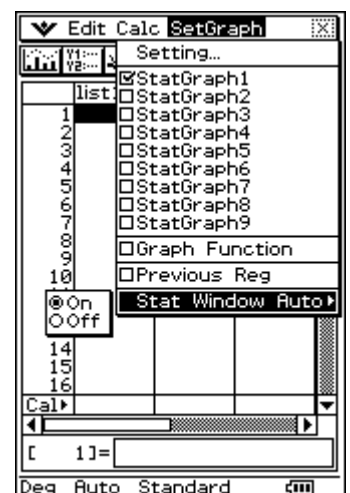 Edit Calc SetGraph
Setting...
StatGraph1
StatGraph2
StatGraph3
StatGraph4
StatGraph5
StatGraph6
StatGraph7
StatGraph8
StatGraph9
Graph Function
Previous Reg
Stat Window Auto
On
Off
Y1:
Y2:
list
1
2
3
4
5
6
7
8
9
10
14
15
16
Cal
[ 1]=
Deg Auto Standard